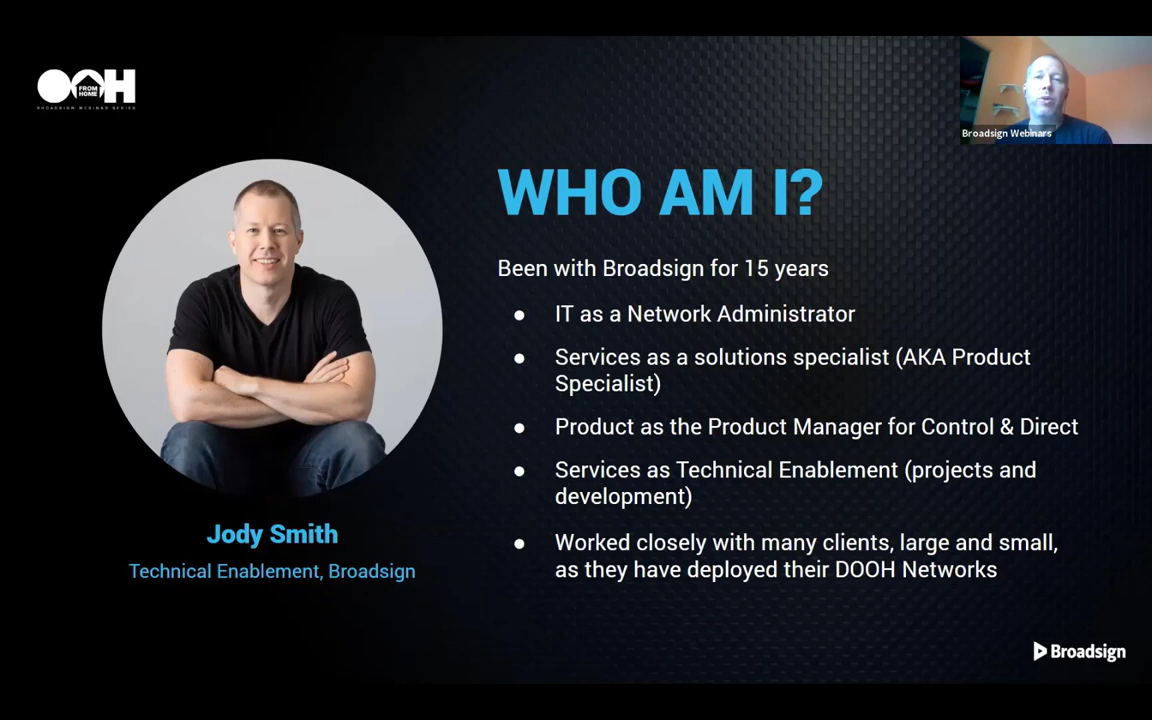 OOH
FROM
HOME
BROADSIGN WEBINAR SERIES
Broadsign Webinars
WHO AM I?
Been with Broadsign for 15 years
● IT as a Network Administrator
● Services as a solutions specialist (AKA Product
Specialist)
● Product as the Product Manager for Control & Direct
● Services as Technical Enablement (projects and
development)
● Worked closely with many clients, large and small,
as they have deployed their DOOH Networks
Jody Smith
Technical Enablement, Broadsign
Broadsign